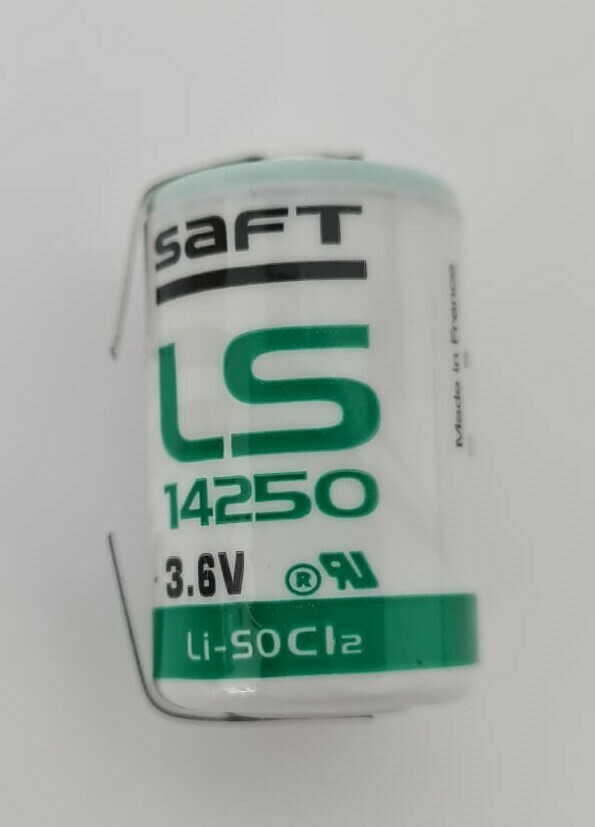 SAFT
LS
14250
3.6V ®
Li-SOCl2
Made in France